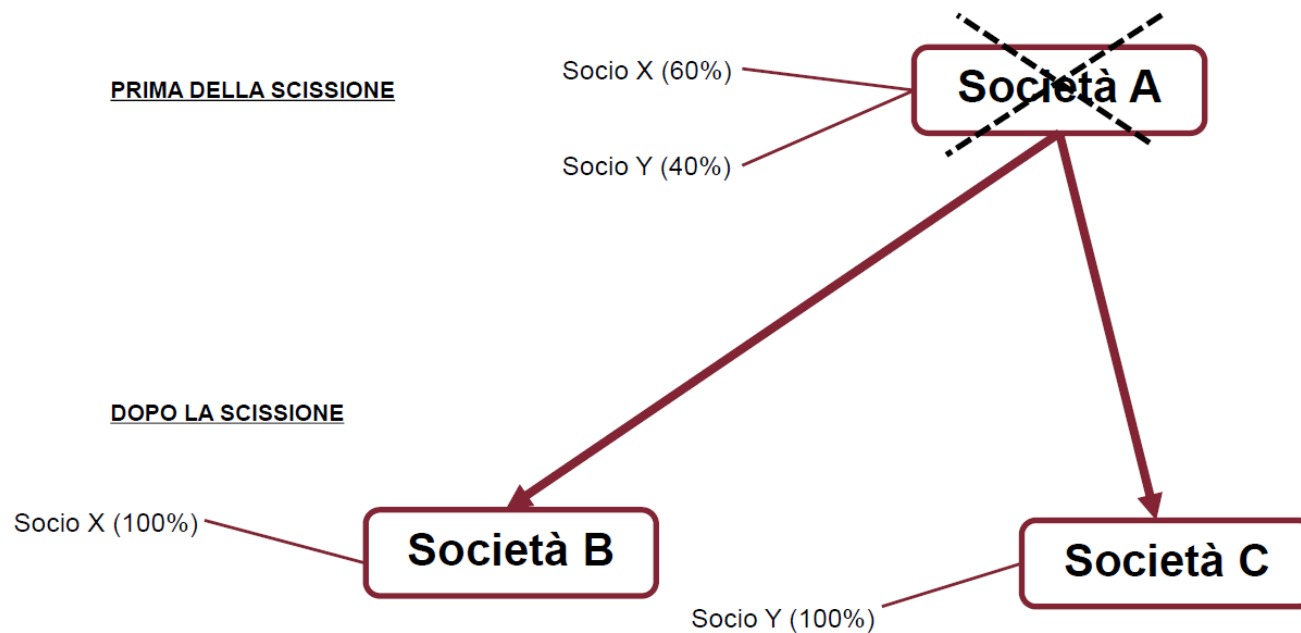 Socio X (60%)
Società A
PRIMA DELLA SCISSIONE
Socio Y (40%)
DOPO LA SCISSIONE
Socio X (100%)
Società B
Società C
Socio Y (100%)